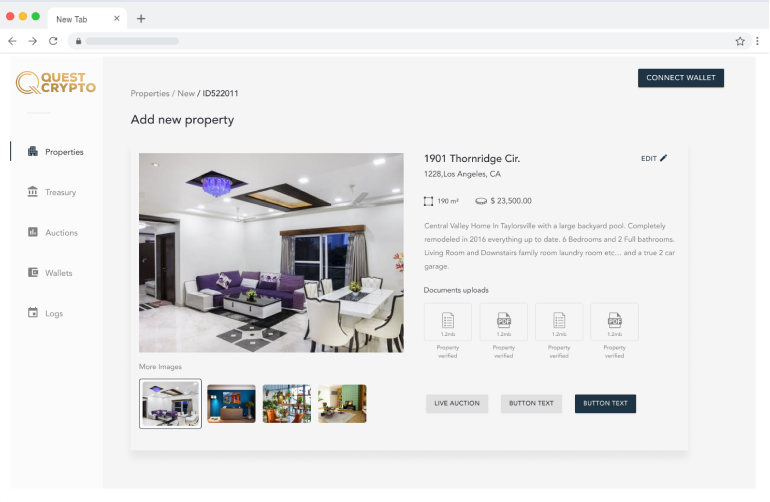 New Tab
QUEST
CRYPTO
CONNECT WALLET
Properties / New / ID522011
Add new property
Properties
Treasury
Auctions
Wallets
Logs
1901 Thornridge Cir.
EDIT
1228,Los Angeles, CA
190 m²
$ 23,500.00
Central Valley Home In Taylorsville with a large backyard pool. Completely
remodeled in 2016 everything up to date. 6 Bedrooms and 2 Full bathrooms.
Living Room and Downstairs family room laundry room etc... and a true 2 car
garage.
Documents uploads
1.2mb
PDF
1.2mb
1.2mb
PDF
1.2mb
Property
verified
Property
verified
Property
verified
Property
verified
More Images
LIVE AUCTION
BUTTON TEXT
BUTTON TEXT